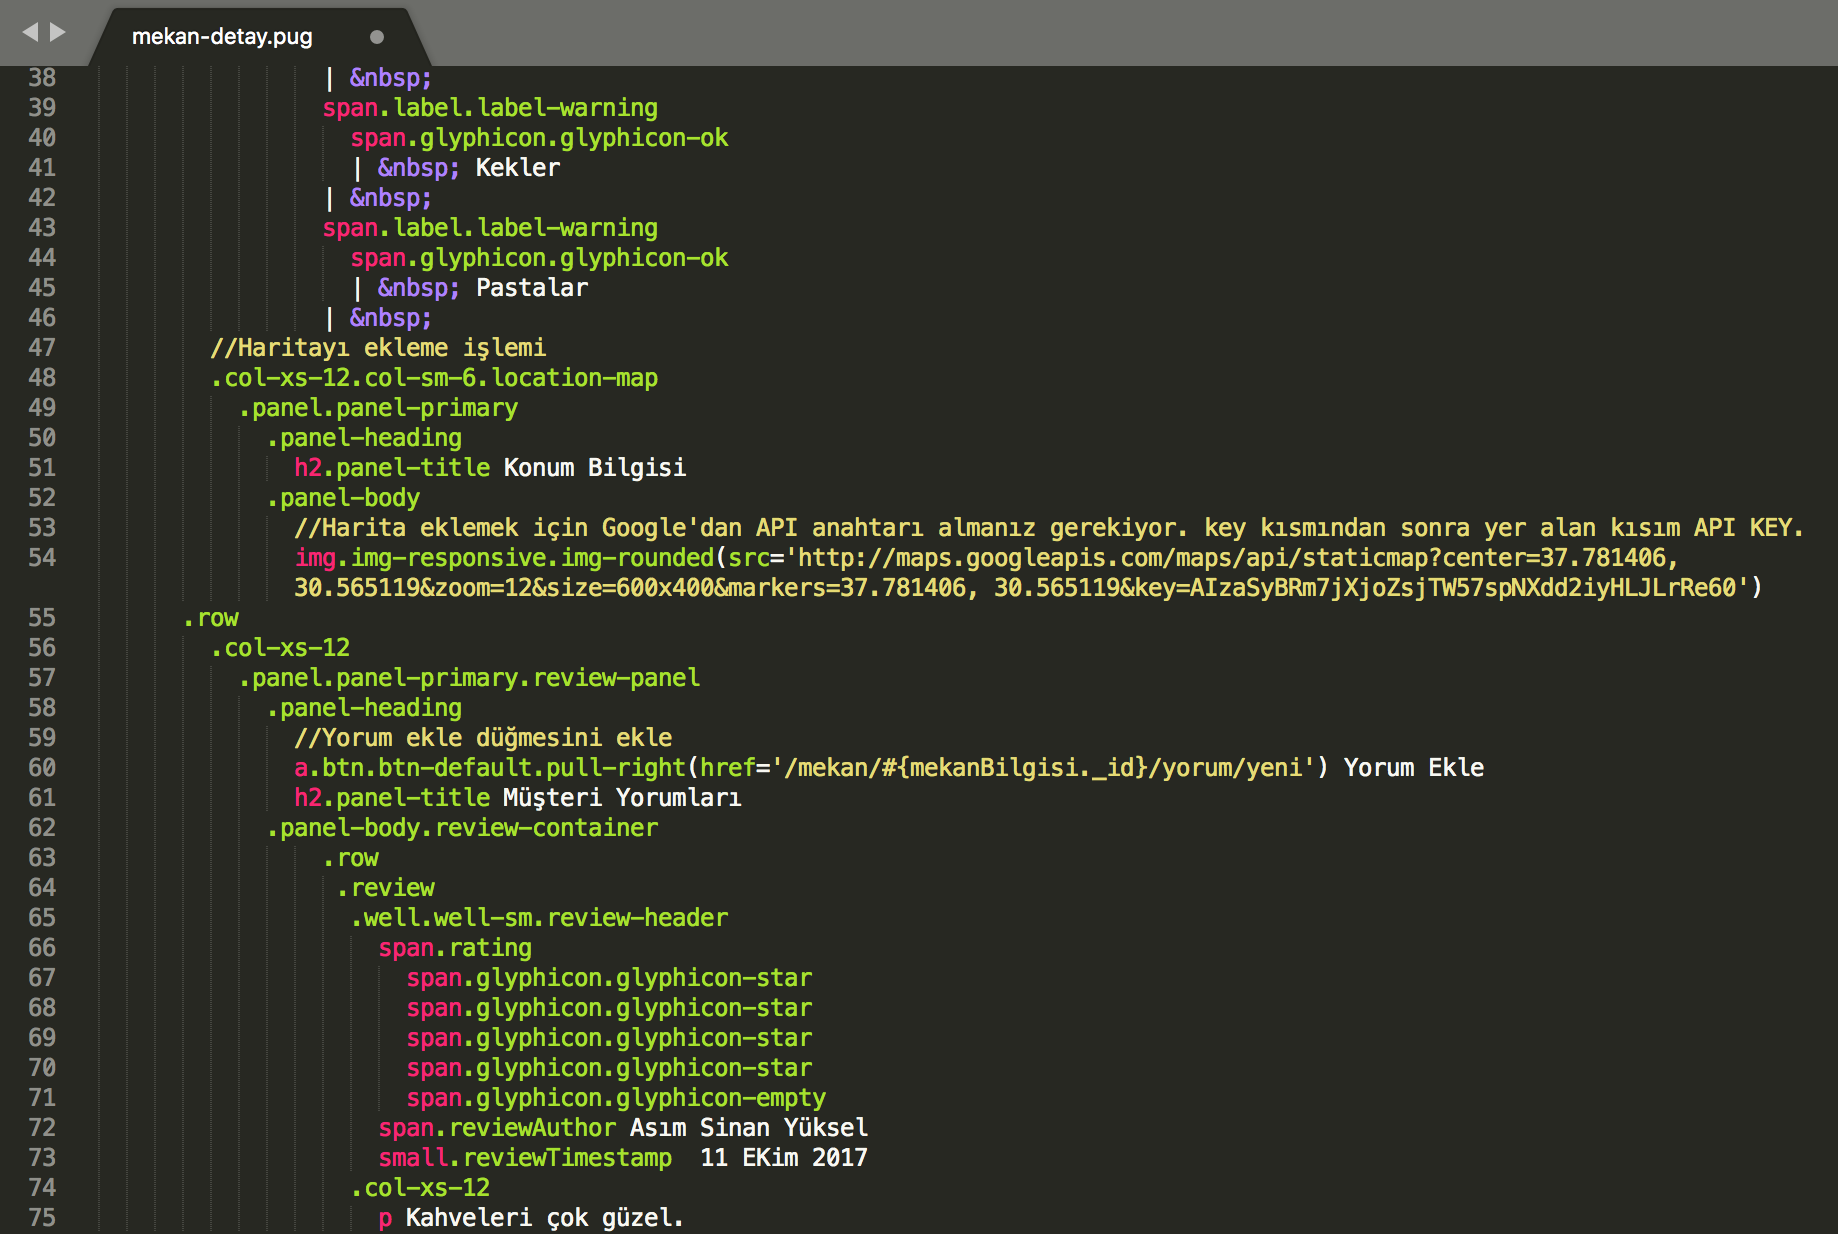 mekan-detay.pug
38 | &nbsp;
39 span.label.label-warning
40 span.glyphicon.glyphicon-ok
41 | &nbsp; Kekler
42 | &nbsp;
43 span.label.label-warning
44 span.glyphicon.glyphicon-ok
45 | &nbsp; Pastalar
46 | &nbsp;
47 //Haritayı ekleme işlemi
48 .col-xs-12.col-sm-6.location-map
49 .panel.panel-primary
50 .panel-heading
51 h2.panel-title Konum Bilgisi
52 .panel-body
53 //Harita eklemek için Google'dan API anahtarı almanız gerekiyor. key kısmından sonra yer alan kısım API KEY.
54 img.img-responsive.img-rounded(src='http://maps.googleapis.com/maps/api/staticmap?center=37.781406,
30.565119&zoom=12&size=600x400&markers=37.781406, 30.565119&key=AIzaSyBRm7jXjoZsjTW57spNXdd2iyHLJLrRe60')
55 .row
56 .col-xs-12
57 .panel.panel-primary.review-panel
58 .panel-heading
59 //Yorum ekle düğmesini ekle
60 a.btn.btn-default.pull-right(href='/mekan/#{mekanBilgisi._id}/yorum/yeni') Yorum Ekle
61 h2.panel-title Müşteri Yorumları
62 .panel-body.review-container
63 .row
64 .review
65 .well.well-sm.review-header
66 span.rating
67 span.glyphicon.glyphicon-star
68 span.glyphicon.glyphicon-star
69 span.glyphicon.glyphicon-star
70 span.glyphicon.glyphicon-star
71 span.glyphicon.glyphicon-empty
72 span.reviewAuthor Asım Sinan Yüksel
73 small.reviewTimestamp  11 EKim 2017
74 .col-xs-12
75 p Kahveleri çok güzel.